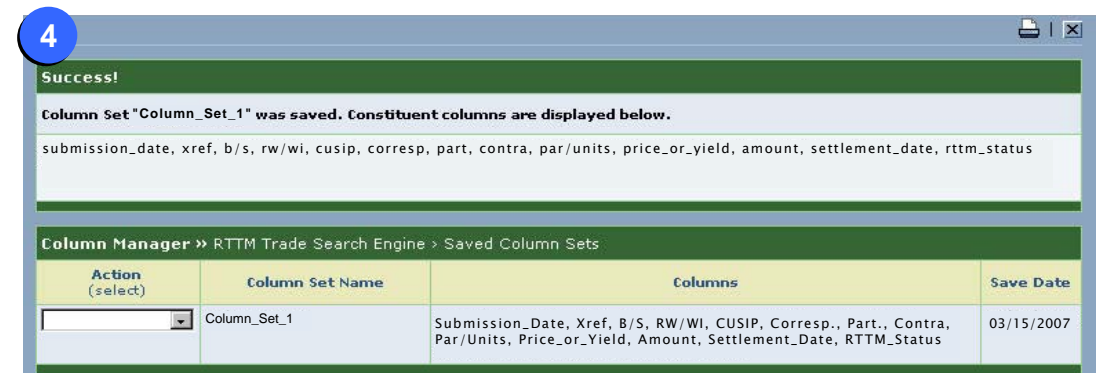 4
Success!
Column Set "Column_Set_1" was saved. Constituent columns are displayed below.
submission_date, xref, b/s, rw/wi, cusip, corresp, part, contra, par/units, price_or_yield, amount, settlement_date, rttm_status
Column Manager » RTTM Trade Search Engine > Saved Column Sets
Action
(select)
Column Set Name
Columns
Save Date
Column_Set_1
Submission_Date, Xref, B/S, RW/WI, CUSIP, Corresp., Part., Contra,
Par/Units, Price_or_Yield, Amount, Settlement_Date, RTTM_Status
03/15/2007